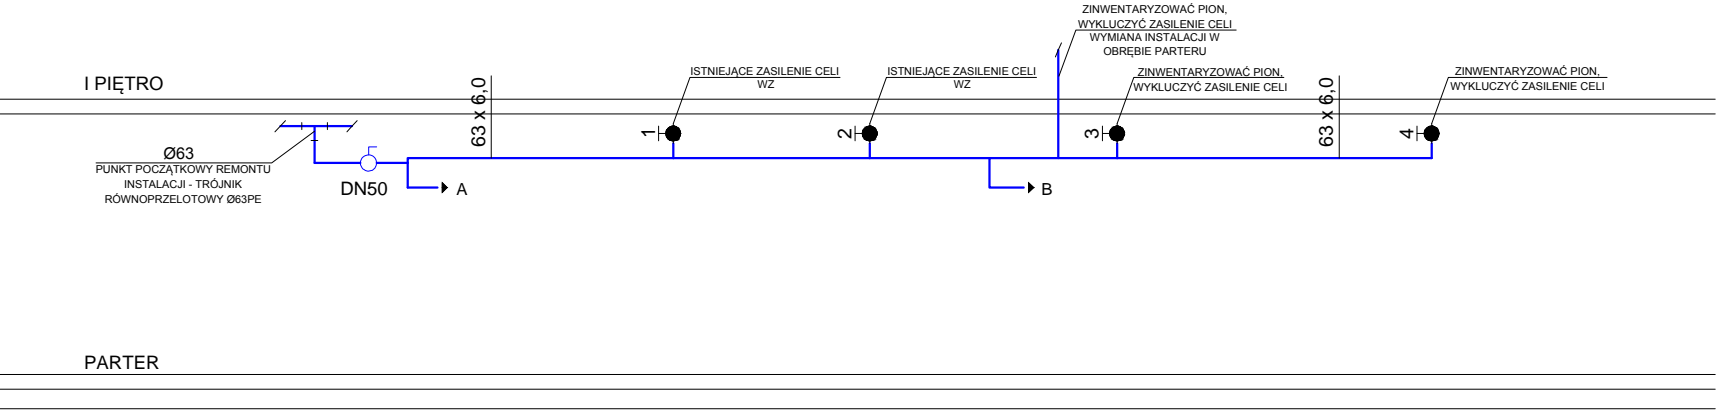 ZINWENTARYZOWAĆ PION,
WYKLUCZYĆ ZASILENIE CELI
WYMIANA INSTALACJI W
OBRĘBIE PARTERU
I PIĘTRO
63 x 6,0
ISTNIEJĄCE ZASILENIE CELI
WZ
ISTNIEJĄCE ZASILENIE CELI
WZ
ZINWENTARYZOWAĆ PION,
WYKLUCZYĆ ZASILENIE CELI
63 x 6,0
ZINWENTARYZOWAĆ PION,
WYKLUCZYĆ ZASILENIE CELI
1
2
3
4
Ø63
PUNKT POCZĄTKOWY REMONTU
INSTALACJI - TRÓJNIK
RÓWNOPRZELOTOWY Ø63PE
DN50
A
B
PARTER